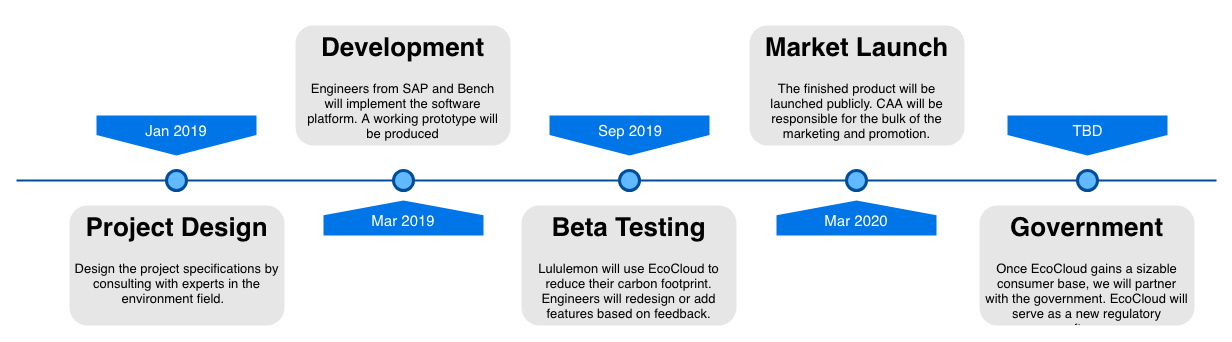 Jan 2019
Project Design
Design the project specifications by
consulting with experts in the
environment field.
Development
Engineers from SAP and Bench
will implement the software
platform. A working prototype will
be produced
Mar 2019
Sep 2019
Beta Testing
Lululemon will use EcoCloud to
reduce their carbon footprint.
Engineers will redesign or add
features based on feedback.
Market Launch
The finished product will be
launched publicly. CAA will be
responsible for the bulk of the
marketing and promotion.
Mar 2020
TBD
Government
Once EcoCloud gains a sizable
consumer base, we will partner
with the government. EcoCloud will
serve as a new regulatory